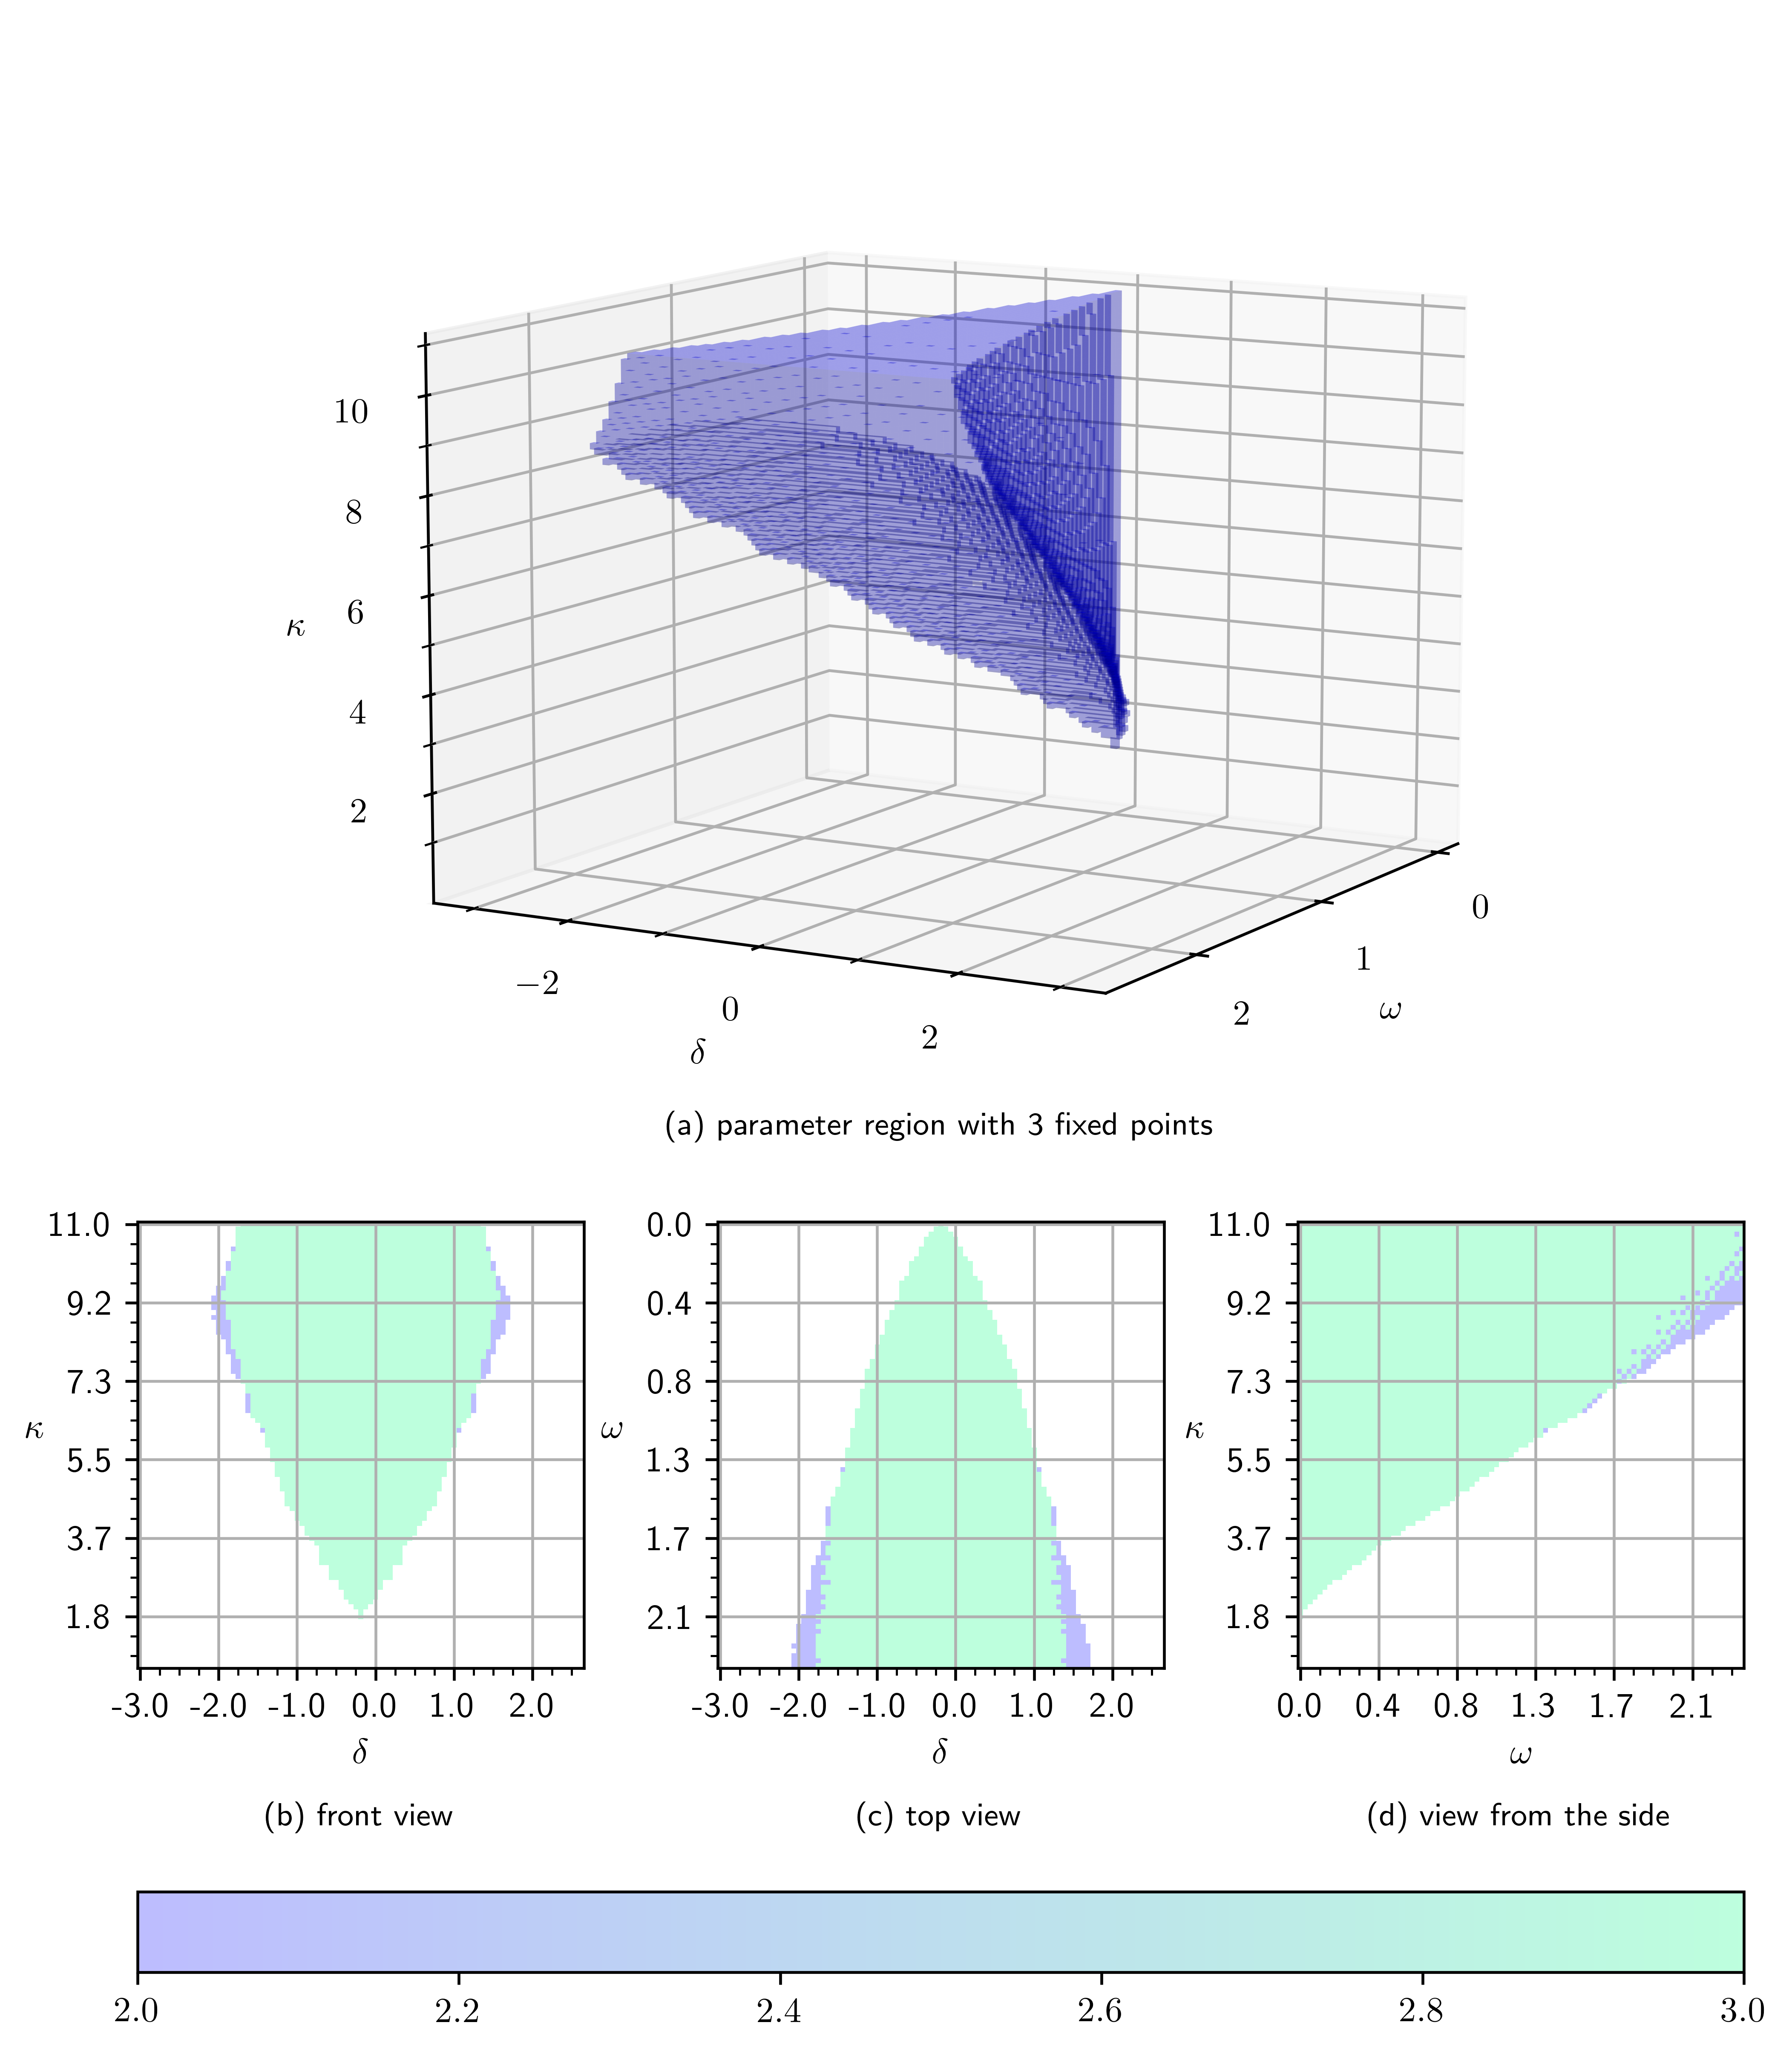 10
8
6
κ
4
2
0
−2
1
0
2
ω
2
δ
(a) parameter region with 3 fixed points
11.0
9.2
7.3
κ
5.5
3.7
1.8
-3.0 -2.0 -1.0 0.0 1.0 2.0
δ
(b) front view
0.0
0.4
0.8
ω
1.3
1.7
2.1
-3.0 -2.0 -1.0 0.0 1.0 2.0
δ
(c) top view
11.0
9.2
7.3
κ
5.5
3.7
1.8
0.0 0.4 0.8 1.3 1.7 2.1
ω
(d) view from the side
2.0 2.2 2.4 2.6 2.8 3.0